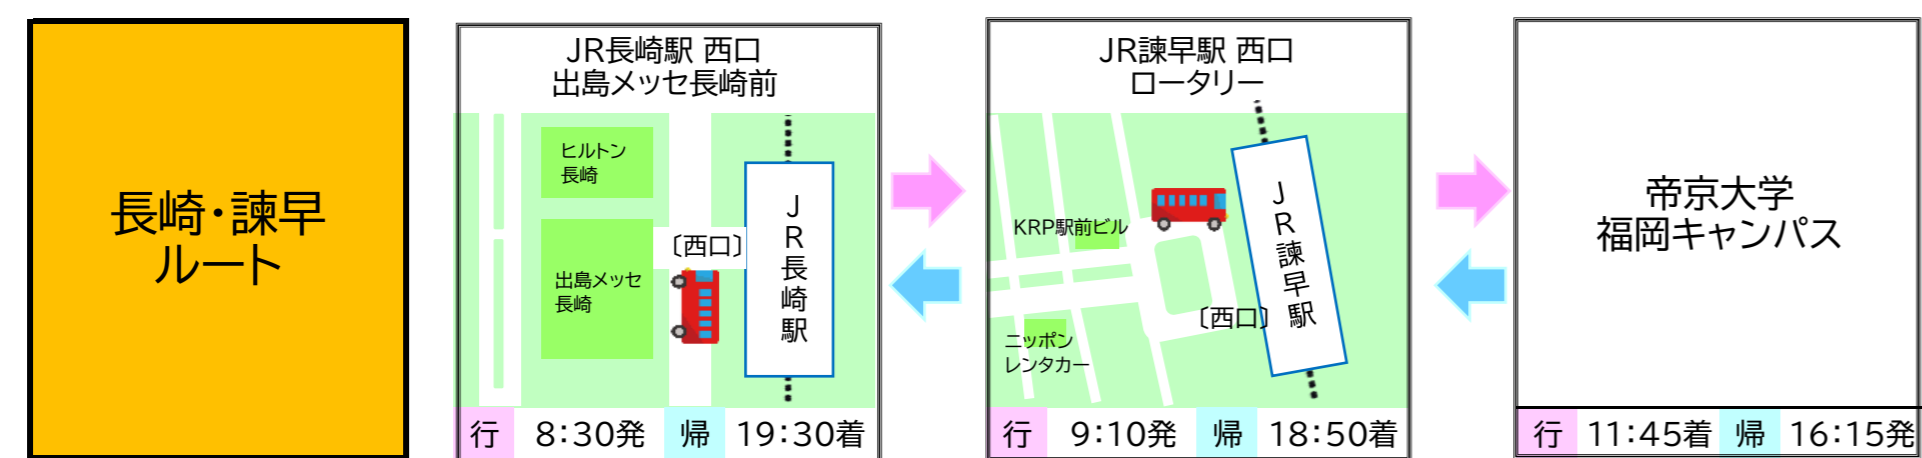 長崎・諫早
ルート
JR長崎駅 西口
出島メッセ長崎前
ヒルトン
長崎
出島メッセ
長崎
〔西口〕
JR長崎駅
行 8:30発 帰 19:30着
JR諫早駅 西口
ロータリー
KRP駅前ビル
ニッポン
レンタカー
〔西口〕
JR諫早駅
行 9:10発 帰 18:50着
帝京大学
福岡キャンパス
行 11:45着 帰 16:15発